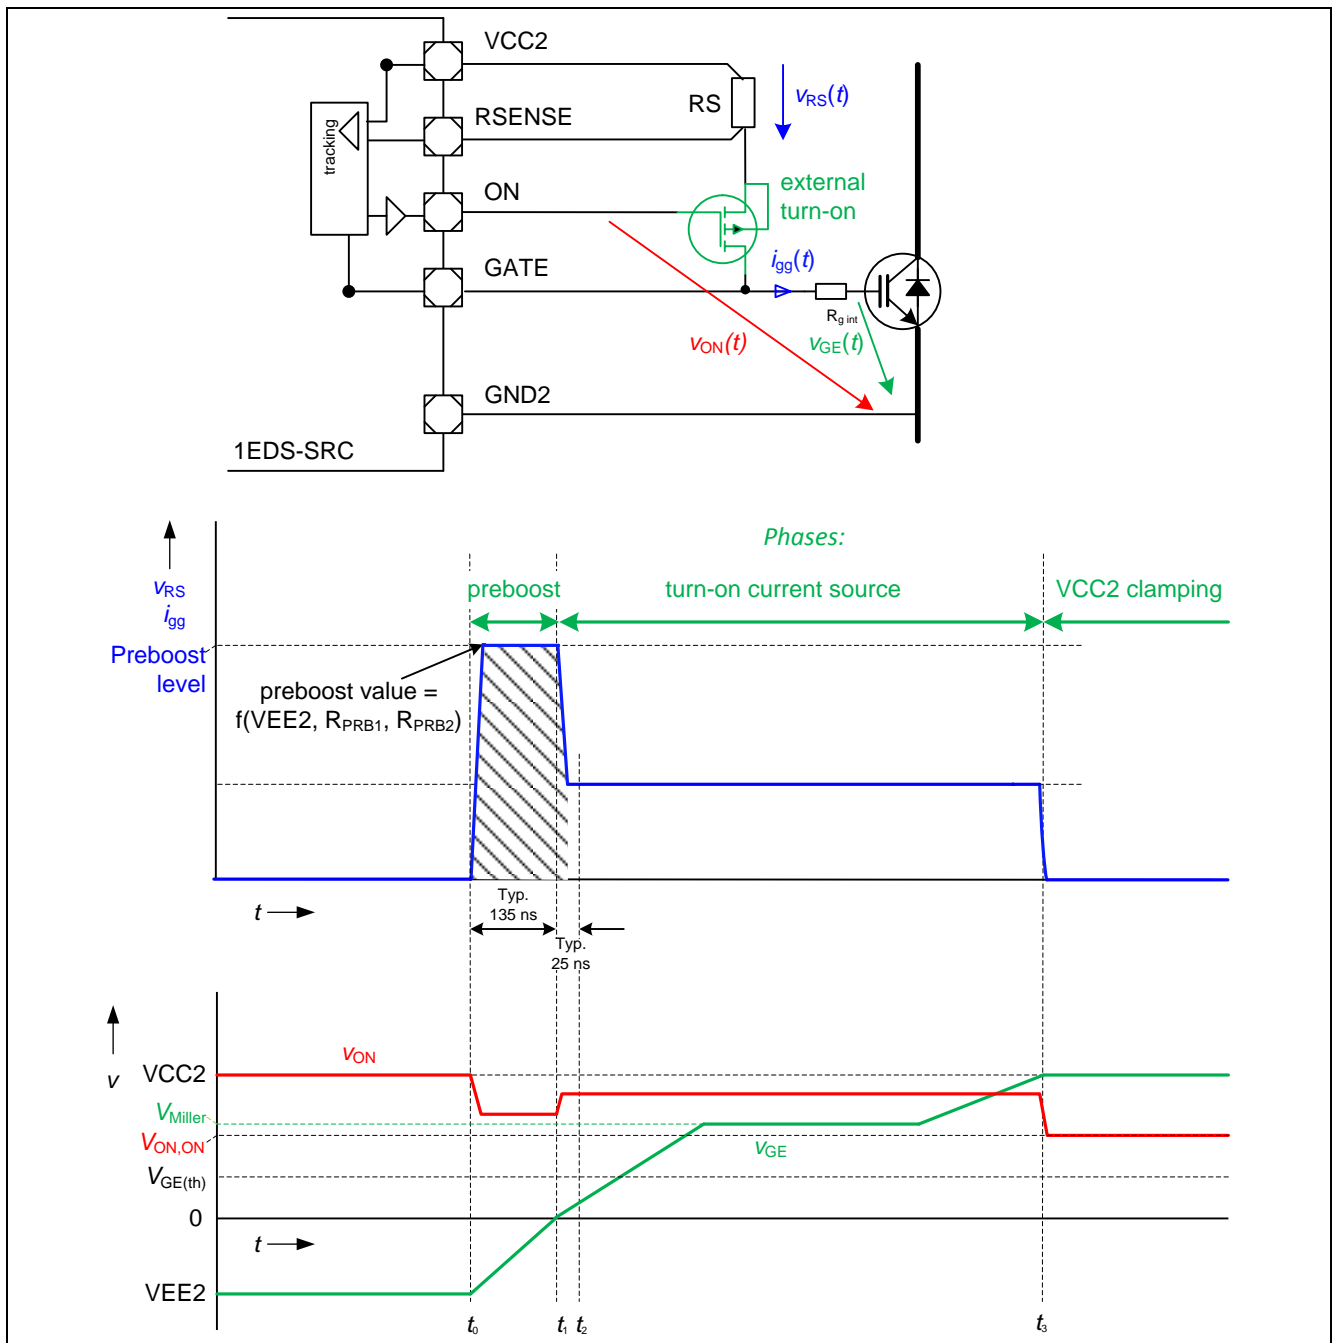 VCC2
RSENSE
ON
GATE
GND2
1EDS-SRC
tracking
RS
vRS(t)
external
turn-on
igg(t)
Rg int
vON(t)
vGE(t)
Phases:
vRS
igg
preboost
turn-on current source
VCC2 clamping
Preboost
level
preboost value =
f(VEE2, RPRB1, RPRB2)
t
Typ.
135 ns
Typ.
25 ns
v
VCC2
vON
VMiller
VON,ON
vGE
VGE(th)
0
t
VEE2
t0
t1
t2
t3